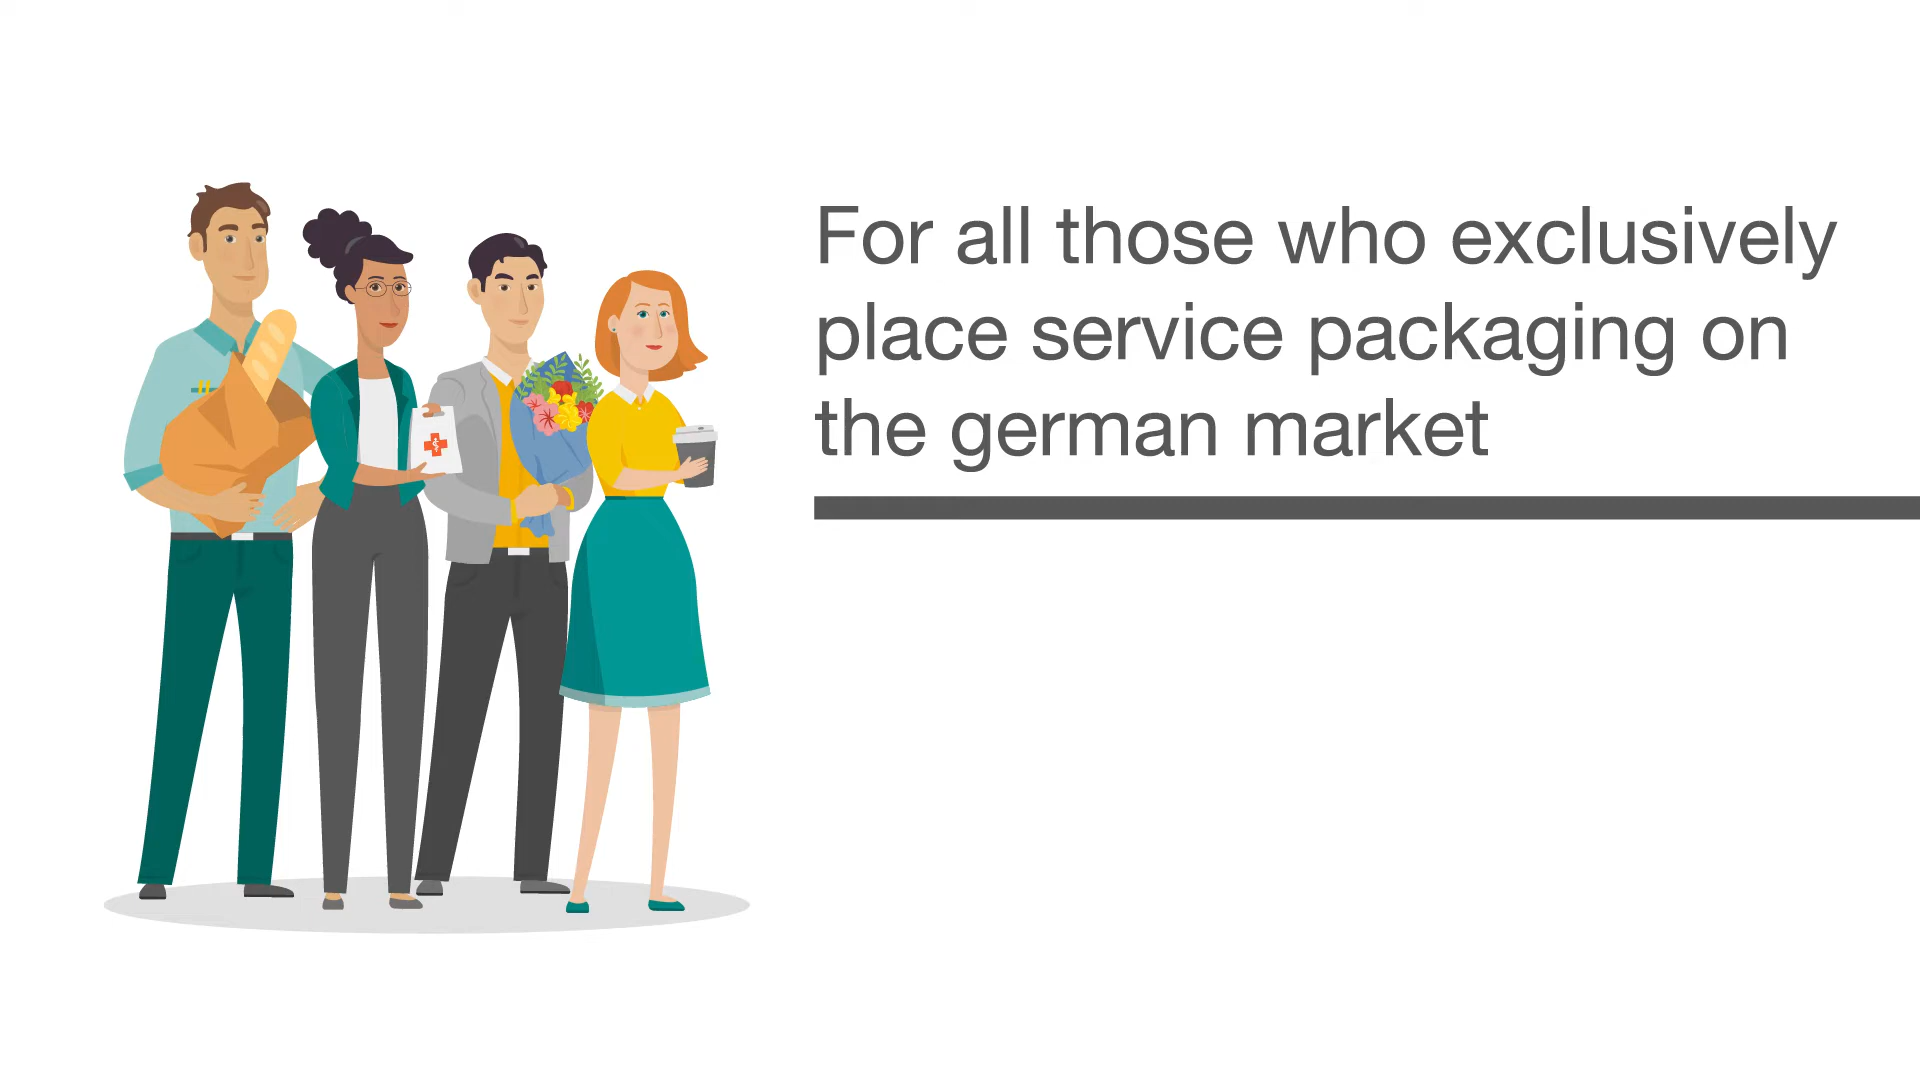 For all those who exclusively
place service packaging on
the german market